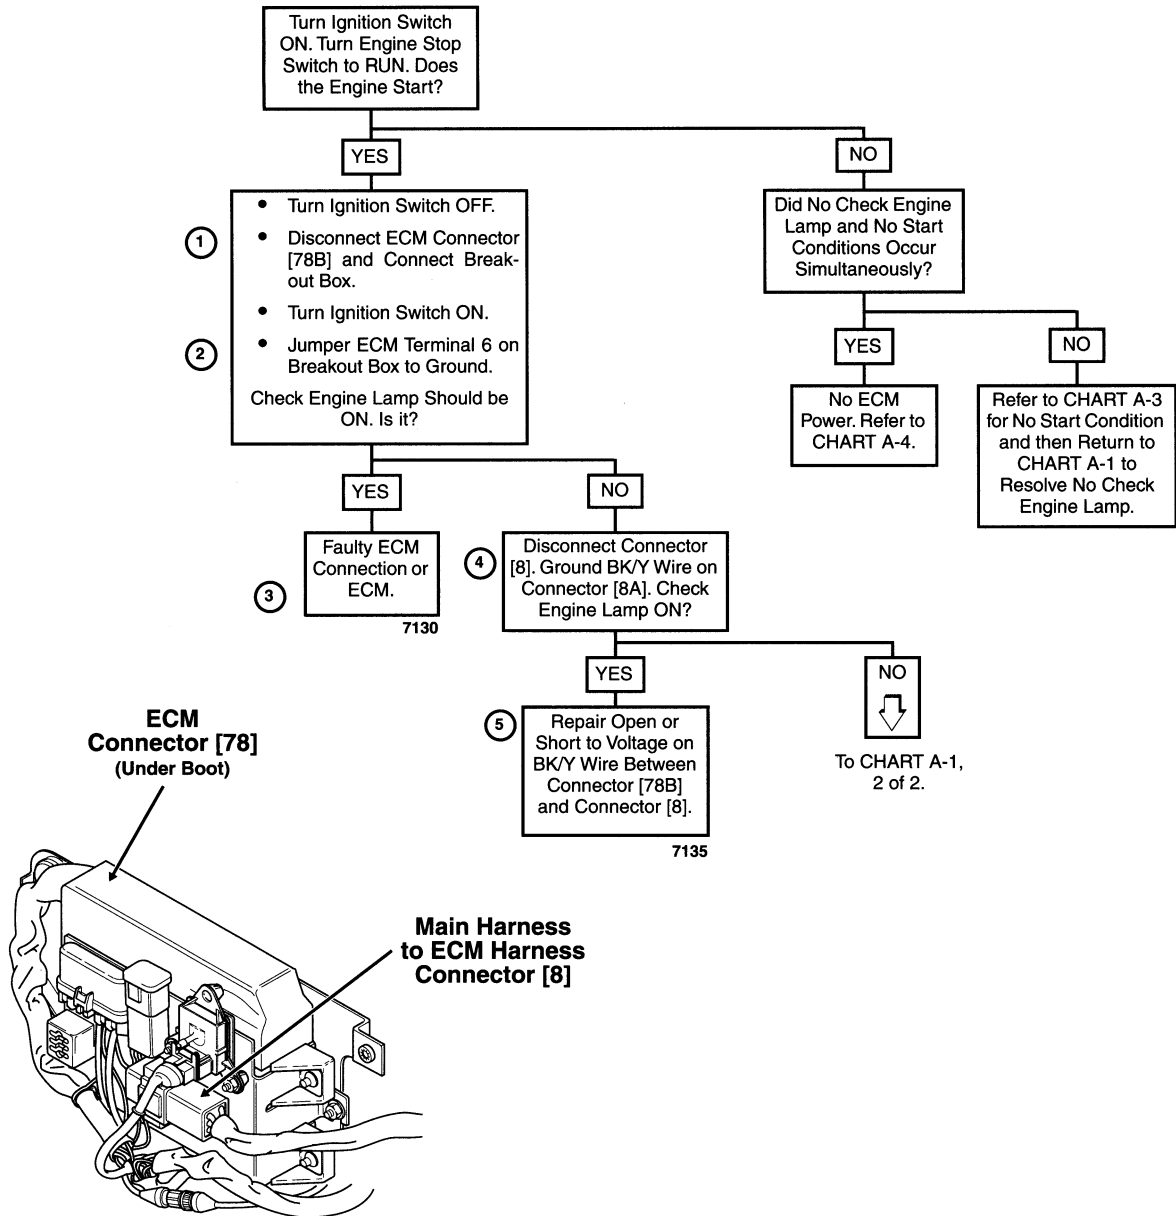 Turn Ignition Switch
ON. Turn Engine Stop
Switch to RUN. Does
the Engine Start?
YES
NO
• Turn Ignition Switch OFF.
1
• Disconnect ECM Connector
[78B] and Connect Break-
out Box.
• Turn Ignition Switch ON.
2
• Jumper ECM Terminal 6 on
Breakout Box to Ground.
Check Engine Lamp Should be
ON. Is it?
Did No Check Engine
Lamp and No Start
Conditions Occur
Simultaneously?
YES
NO
No ECM
Power. Refer to
CHART A-4.
Refer to CHART A-3
for No Start Condition
and then Return to
CHART A-1 to
Resolve No Check
Engine Lamp.
YES
NO
3
Faulty ECM
Connection or
ECM.
7130
4
Disconnect Connector
[8]. Ground BK/Y Wire on
Connector [8A]. Check
Engine Lamp ON?
YES
NO
5
Repair Open or
Short to Voltage on
BK/Y Wire Between
Connector [78B]
and Connector [8].
7135
To CHART A-1,
2 of 2.
ECM
Connector [78]
(Under Boot)
Main Harness
to ECM Harness
Connector [8]